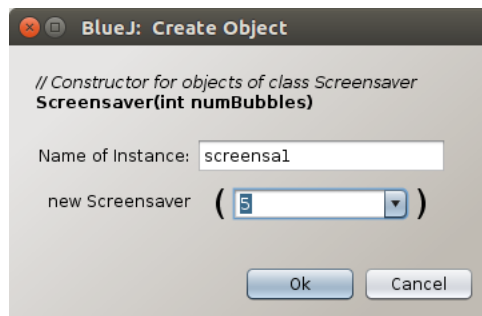 BlueJ: Create Object
// Constructor for objects of class Screensaver
Screensaver(int numBubbles)
Name of Instance: screensa1
new Screensaver ( 5 )
Ok Cancel